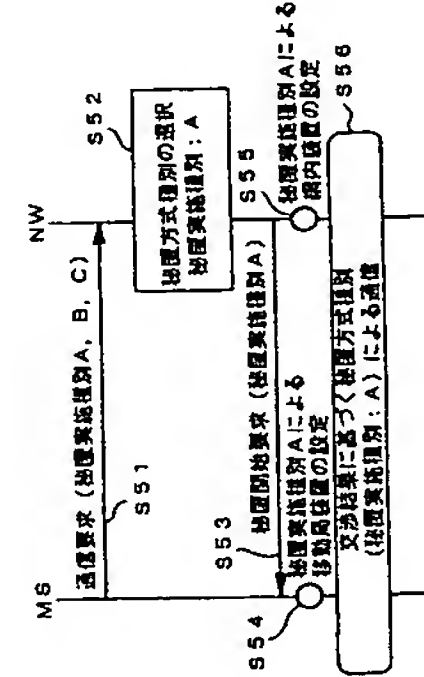 MS
NW
通信要求(秘匿実施種別A, B, C)
S51
S52
秘匿方式種別の選択
秘匿実施種別:A
秘匿開始要求(秘匿実施種別A)
S53
S54
秘匿実施種別Aによる
移動局装置の設定
S55
秘匿実施種別Aによる
網内装置の設定
S56
交渉結果に基づく秘匿方式種別
(秘匿実施種別:A)による通信